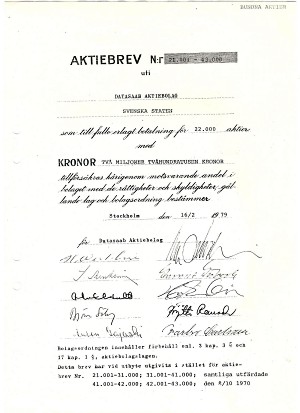 BUNDNA AKTIER
AKTIEBREV N:r 21.001 - 43.000
uti
DATASAAB AKTIEBOLAG
SVENSKA STATEN
som till fullo erlagt betalning för 22.000 aktier
med
KRONOR TVÅ MILJONER TVÅHUNDRATUSEN KRONOR
tillförsäkras härigenom motsvarande andel i
bolaget med de rättigheter och skyldigheter, gäl-
lande lag och bolagsordning bestämmer
Stockholm den 16/2 1979
för Datasaab Aktiebolag
Bolagsordningen innehåller förbehåll enl. 3 kap. 3 § och
17 kap. 3 §, aktiebolagslagen.
Detta brev har vid utbyte utgivits i stället för aktie-
brev Nr. 21.001-31.000, 31.001-41.000; samtliga utfärdade
41.001-42.000; 42.001-43.000; den 8/10 1970